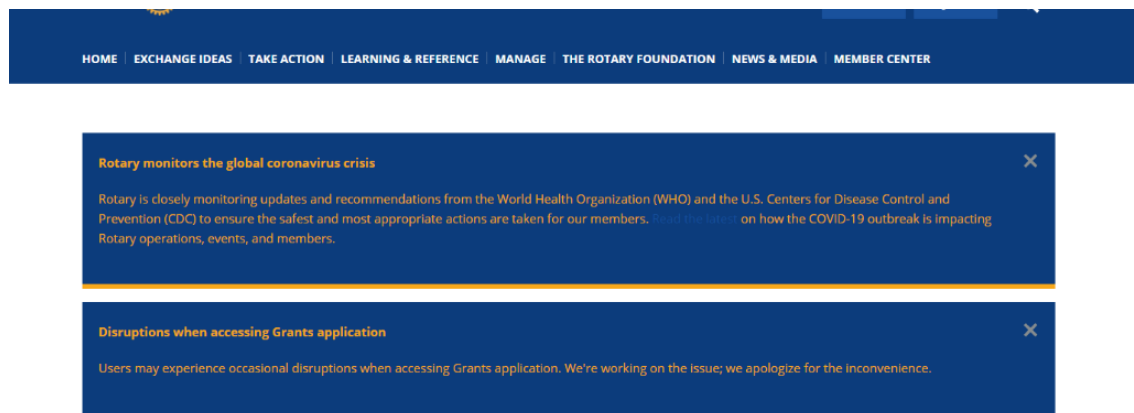 HOME EXCHANGE IDEAS TAKE ACTION LEARNING & REFERENCE MANAGE THE ROTARY FOUNDATION NEWS & MEDIA MEMBER CENTER
Rotary monitors the global coronavirus crisis
Rotary is closely monitoring updates and recommendations from the World Health Organization (WHO) and the U.S. Centers for Disease Control and
Prevention (CDC) to ensure the safest and most appropriate actions are taken for our members. Read the latest on how the COVID-19 outbreak is impacting
Rotary operations, events, and members.
Disruptions when accessing Grants application
Users may experience occasional disruptions when accessing Grants application. We're working on the issue; we apologize for the inconvenience.